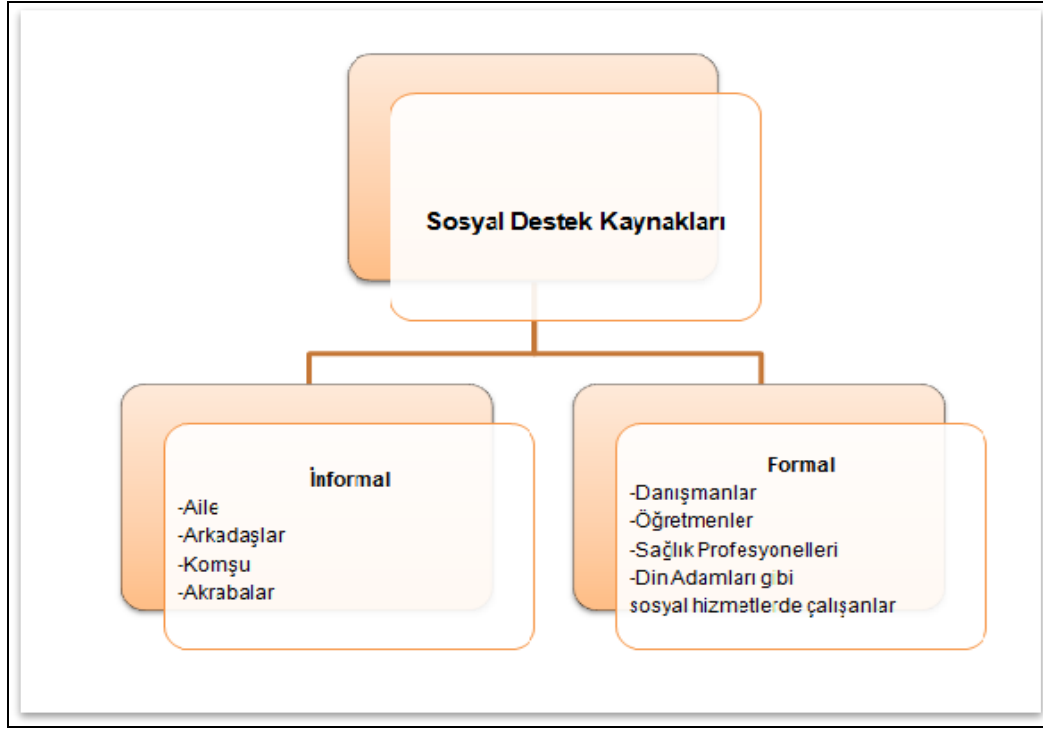 Sosyal Destek Kaynakları
İnformal
-Aile
-Arkadaşlar
-Komşu
-Akrabalar
Formal
-Danışmanlar
-Öğretmenler
-Sağlık Profesyonelleri
-Din Adamları gibi
sosyal hizmetlerde çalışanlar